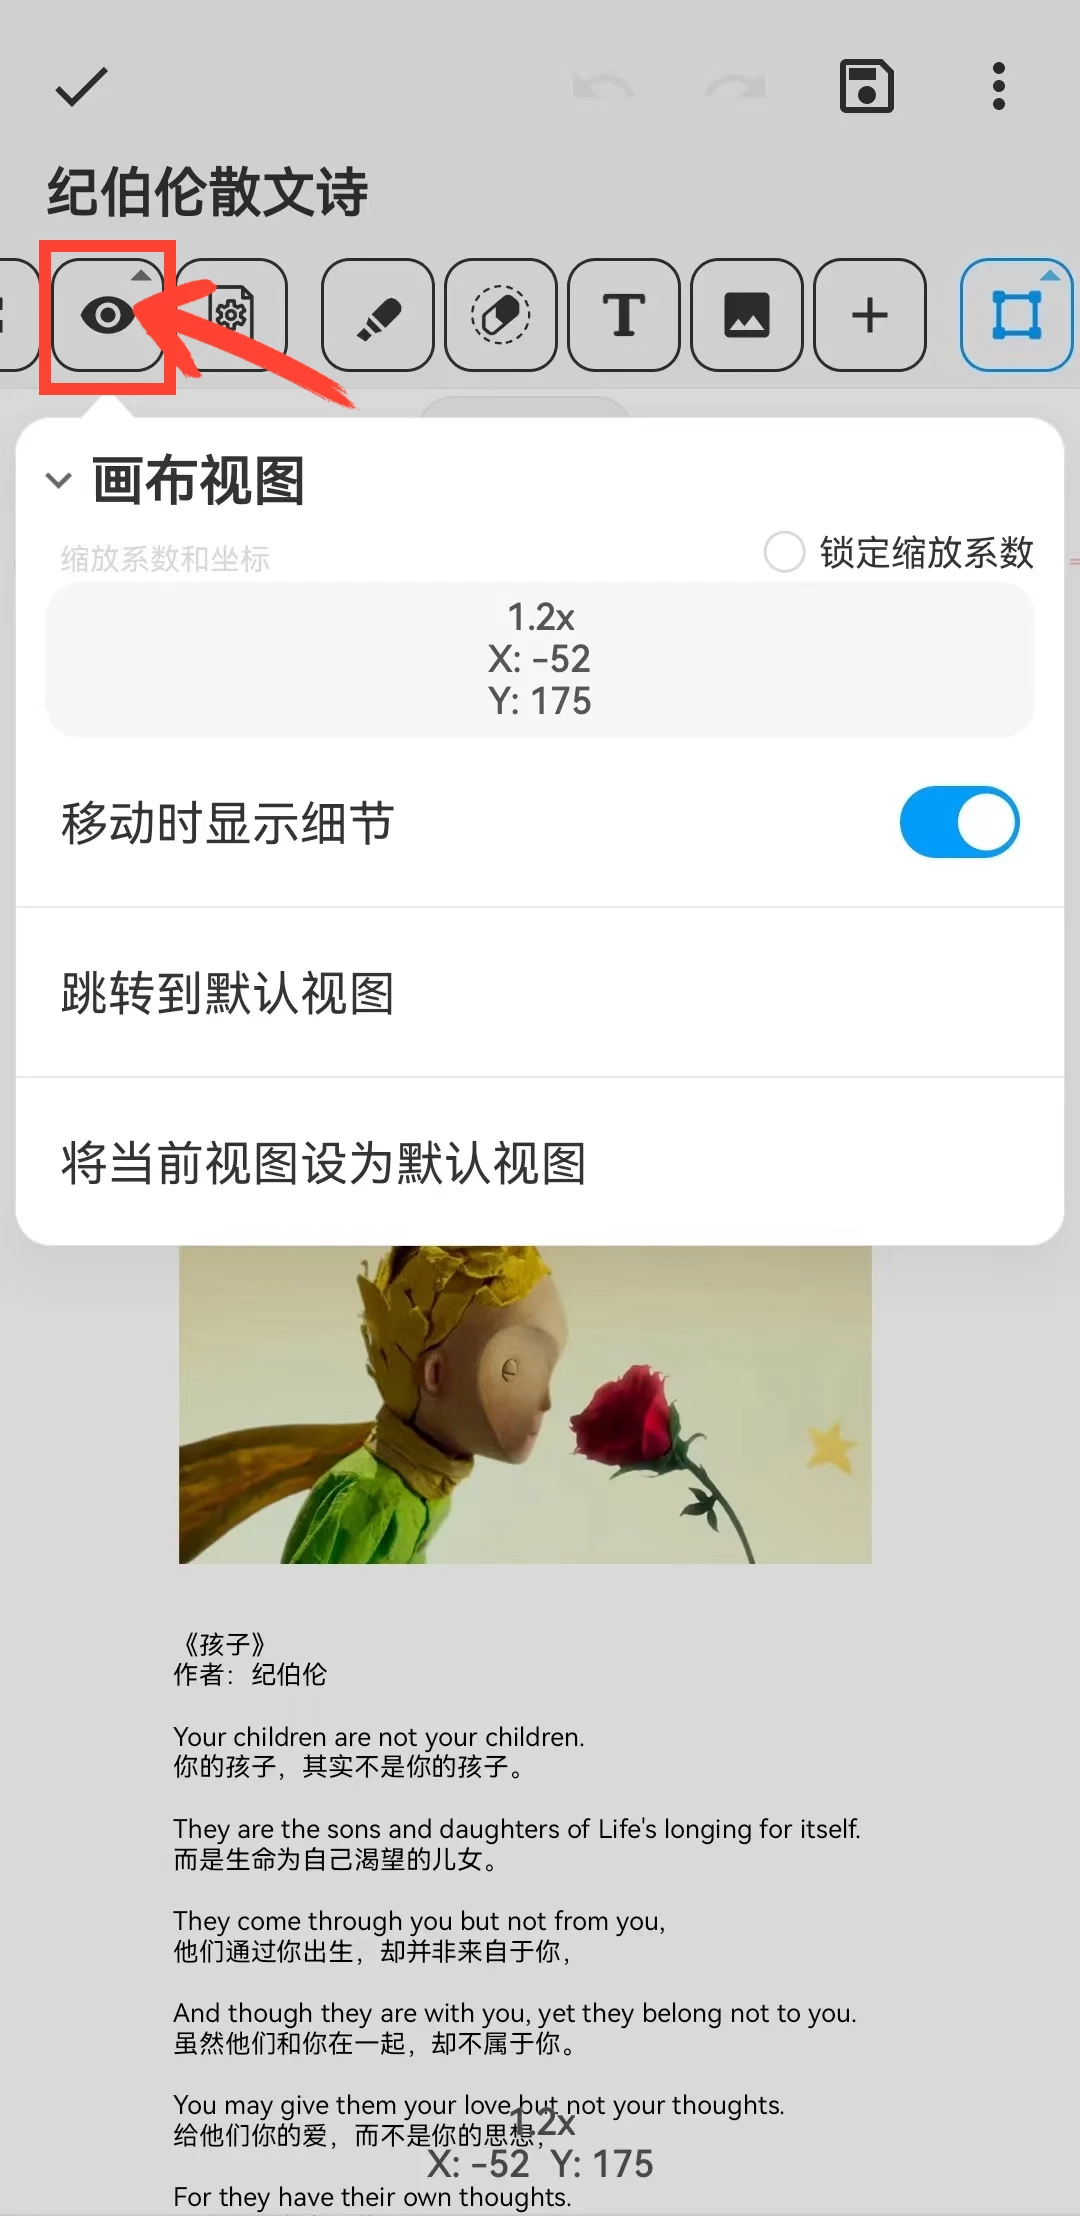 纪伯伦散文诗
T
画布视图
缩放系数和坐标
锁定缩放系数
1.2x
X: -52
Y: 175
移动时显示细节
跳转到默认视图
将当前视图设为默认视图
《孩子》
作者：纪伯伦
Your children are not your children.
你的孩子，其实不是你的孩子。
They are the sons and daughters of Life's longing for itself.
而是生命为自己渴望的儿女。
They come through you but not from you,
他们通过你出生，却并非来自于你，
And though they are with you, yet they belong not to you.
虽然他们和你在一起，却不属于你。
You may give them your love but not your thoughts.
给他们你的爱，而不是你的思想，
1.2x
X: -52 Y: 175
For they have their own thoughts.